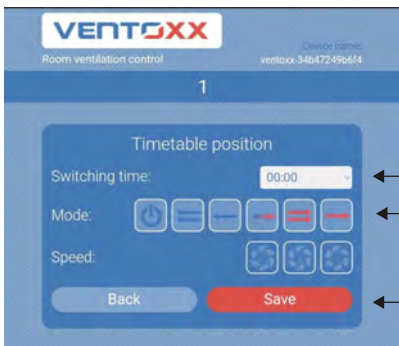 VENTOXX
Room ventilation control
Device name:
ventoxx-34b47249b6f4
1
Timetable position
Switching time:
00:00
Mode:
Speed:
Back
Save